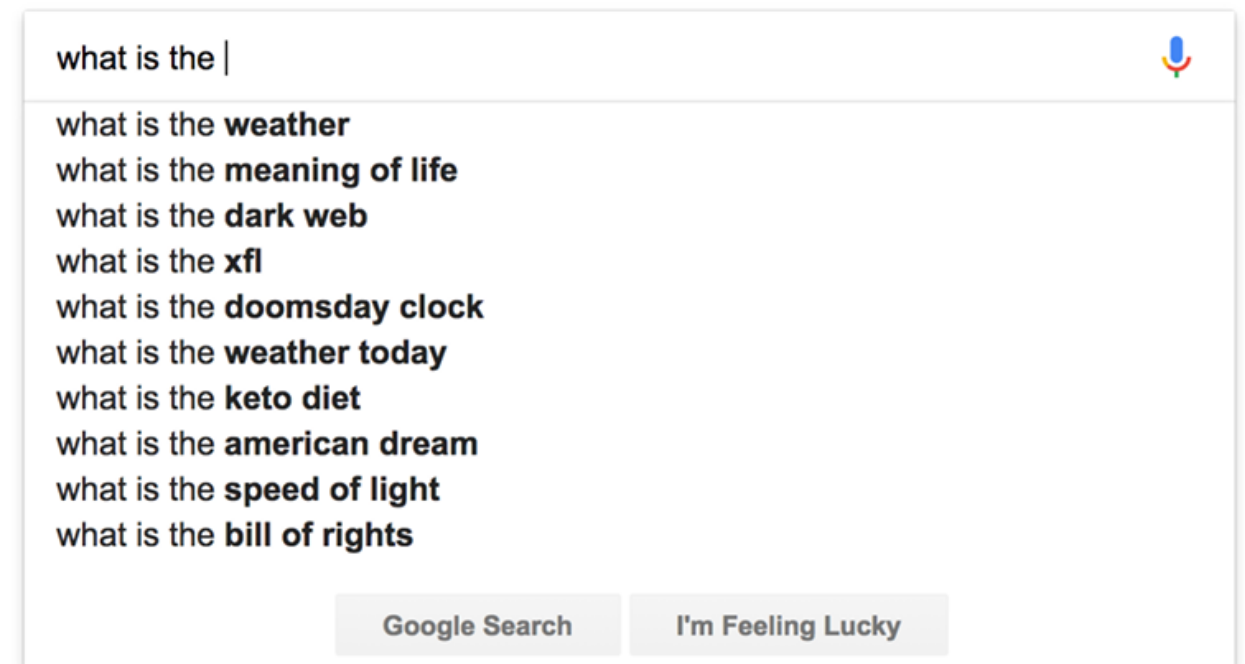 what is the
what is the weather
what is the meaning of life
what is the dark web
what is the xfl
what is the doomsday clock
what is the weather today
what is the keto diet
what is the american dream
what is the speed of light
what is the bill of rights
Google Search I'm Feeling Lucky